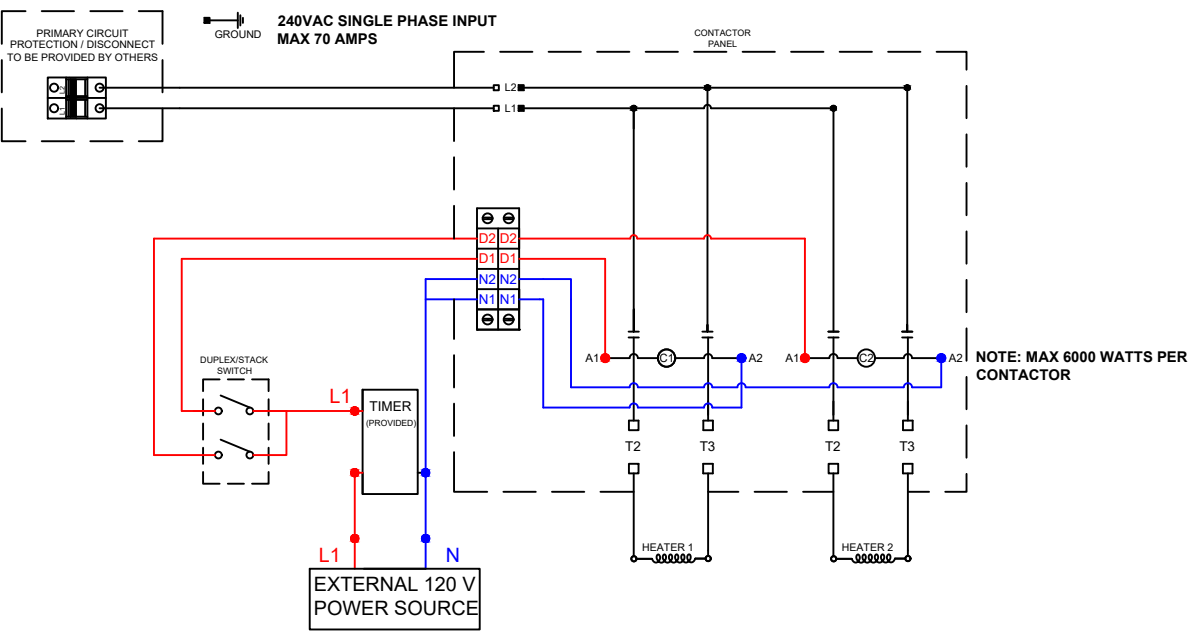 PRIMARY CIRCUIT
PROTECTION / DISCONNECT
TO BE PROVIDED BY OTHERS
GROUND
240VAC SINGLE PHASE INPUT
MAX 70 AMPS
CONTACTOR
PANEL
L2
L1
L2
L1
D2 D2
D1 D1
N2 N2
N1 N1
A1 C1 A2
A1 C2 A2
NOTE: MAX 6000 WATTS PER
CONTACTOR
DUPLEX/STACK
SWITCH
L1
TIMER
(PROVIDED)
T2 T3
T2 T3
HEATER 1
HEATER 2
L1 N
EXTERNAL 120 V
POWER SOURCE